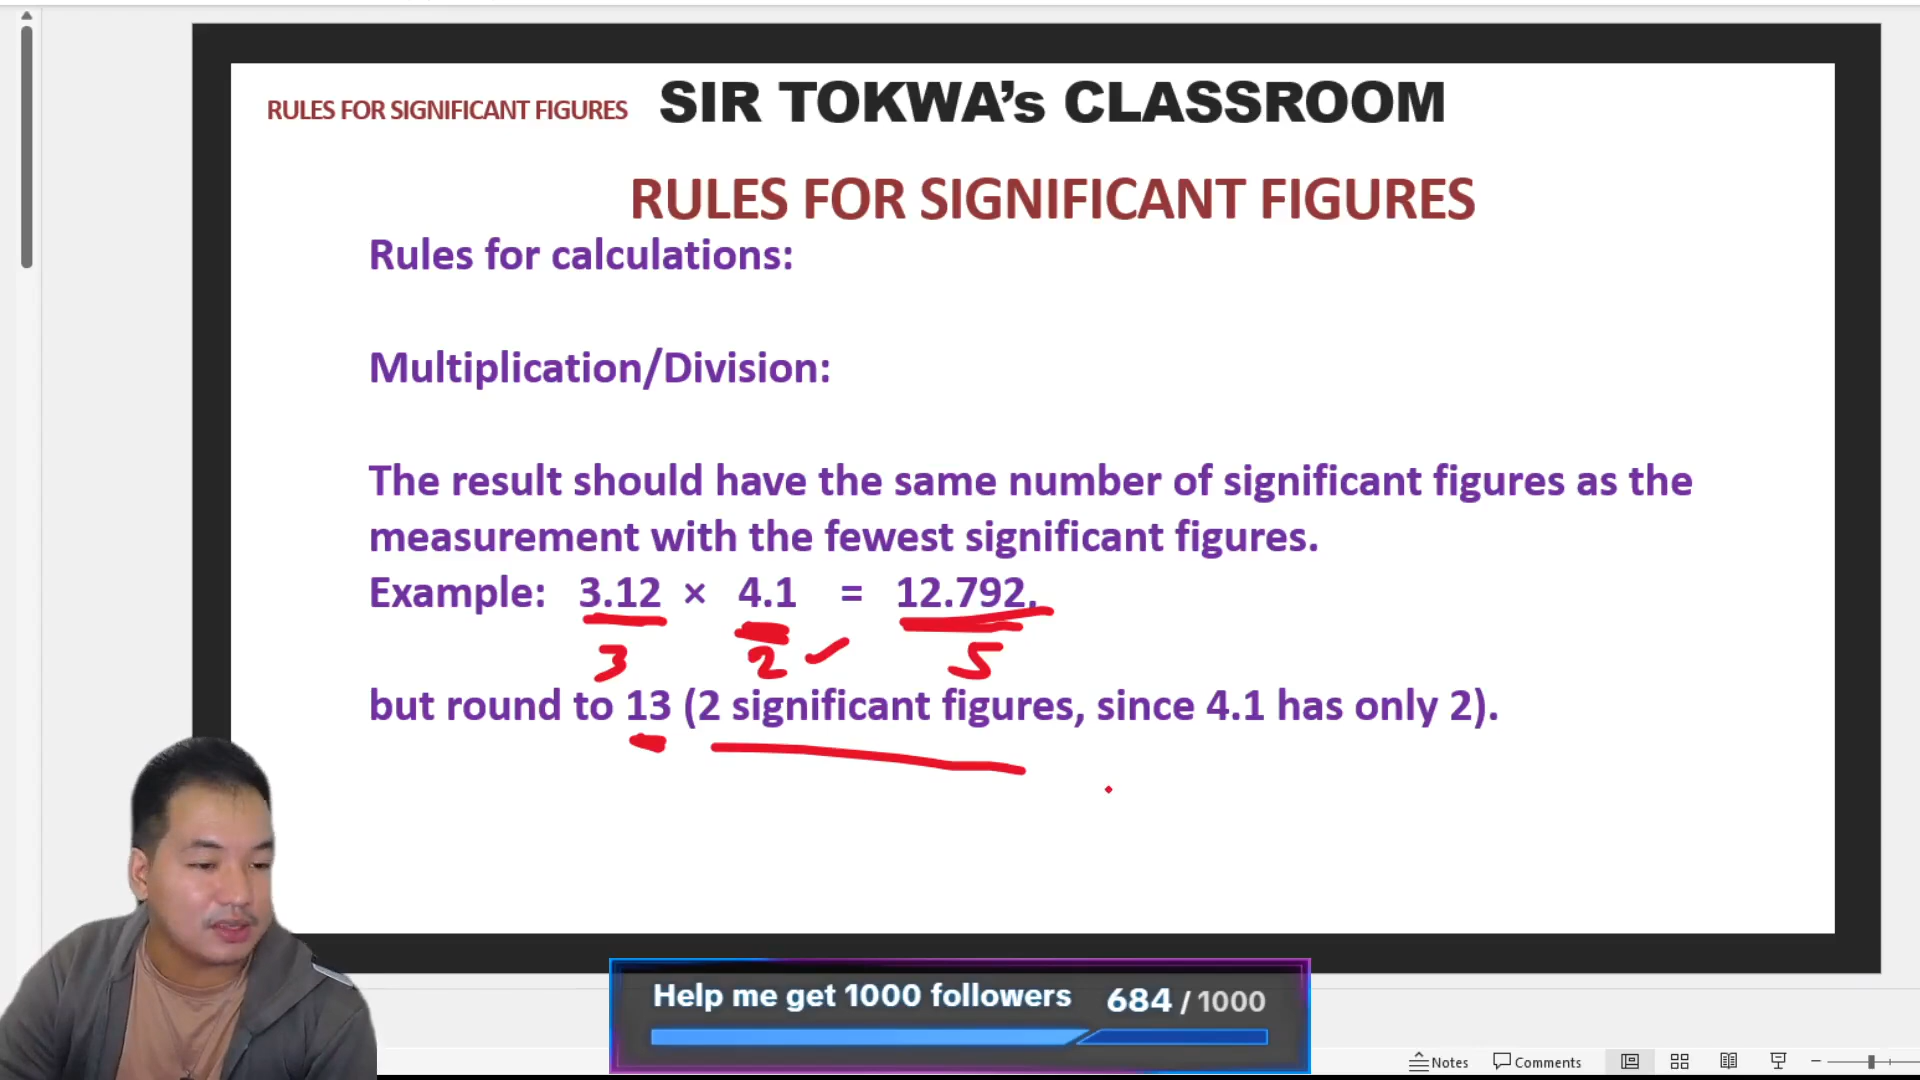 RULES FOR SIGNIFICANT FIGURES SIR TOKWA's CLASSROOM
RULES FOR SIGNIFICANT FIGURES
Rules for calculations:
Multiplication/Division:
The result should have the same number of significant figures as the
measurement with the fewest significant figures.
Example: 3.12 × 4.1 = 12.792,
3 2 ✓ 5
but round to 13 (2 significant figures, since 4.1 has only 2).
Help me get 1000 followers 684 / 1000
Notes Comments